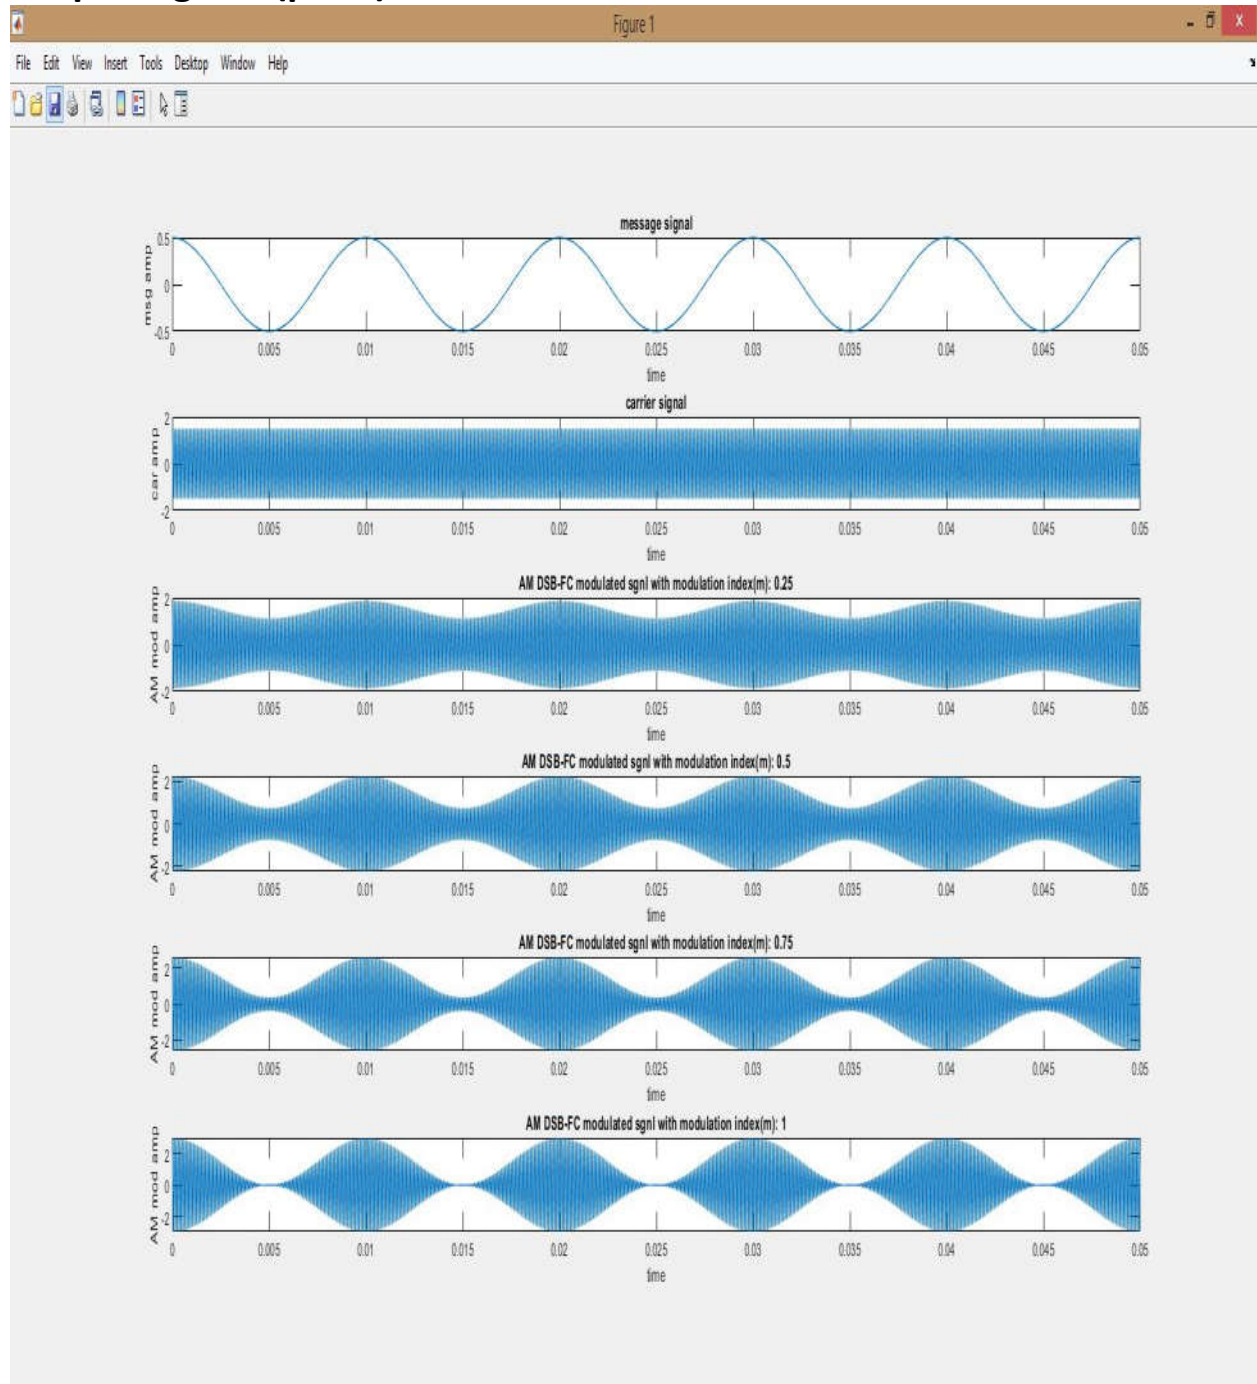 Figure 1
File Edit View Insert Tools Desktop Window Help
message signal
msg amp
0.5
0
-0.5
0 0.005 0.01 0.015 0.02 0.025 0.03 0.035 0.04 0.045 0.05
time
carrier signal
car amp
2
0
-2
0 0.005 0.01 0.015 0.02 0.025 0.03 0.035 0.04 0.045 0.05
time
AM DSB-FC modulated sgnl with modulation index(m): 0.25
AM mod amp
2
0
-2
0 0.005 0.01 0.015 0.02 0.025 0.03 0.035 0.04 0.045 0.05
time
AM DSB-FC modulated sgnl with modulation index(m): 0.5
AM mod amp
2
0
-2
0 0.005 0.01 0.015 0.02 0.025 0.03 0.035 0.04 0.045 0.05
time
AM DSB-FC modulated sgnl with modulation index(m): 0.75
AM mod amp
2
0
-2
0 0.005 0.01 0.015 0.02 0.025 0.03 0.035 0.04 0.045 0.05
time
AM DSB-FC modulated sgnl with modulation index(m): 1
AM mod amp
2
0
-2
0 0.005 0.01 0.015 0.02 0.025 0.03 0.035 0.04 0.045 0.05
time